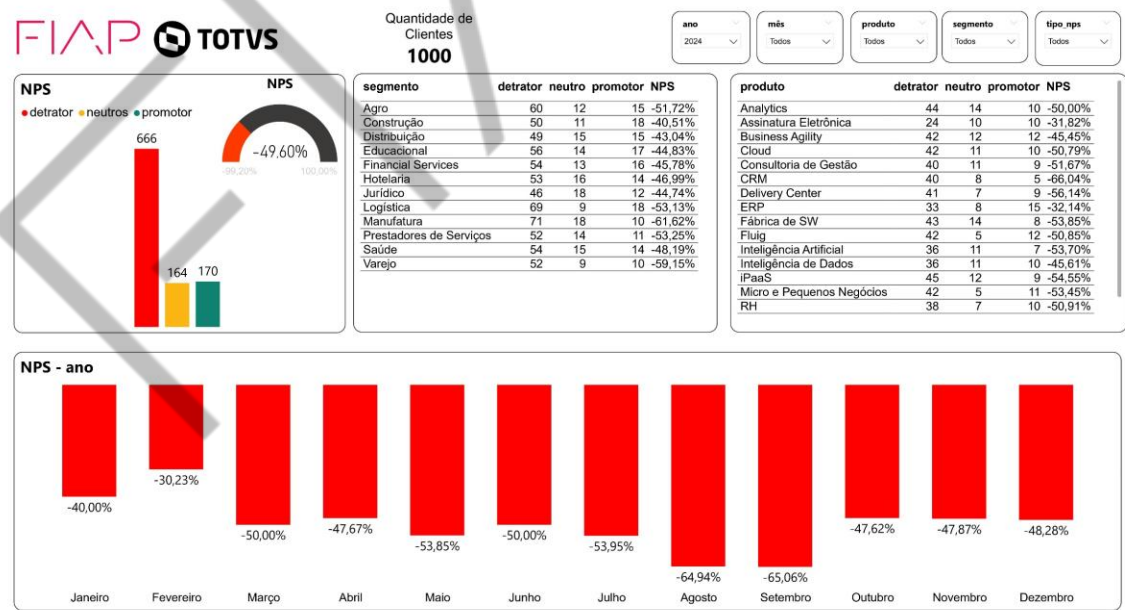 FIAP TOTVS
Quantidade de
Clientes
1000
ano
2024
mês
Todos
produto
Todos
segmento
Todos
tipo_nps
Todos
NPS
detrator neutros promotor
666
164
170
NPS
-49,60%
-99,20% 100,00%
segmento detrator neutro promotor NPS
Agro 60 12 15 -51,72%
Construção 50 11 18 -40,51%
Distribuição 49 15 15 -43,04%
Educacional 56 14 17 -44,83%
Financial Services 54 13 16 -45,78%
Hotelaria 53 16 14 -46,99%
Jurídico 46 18 12 -44,74%
Logística 69 9 18 -53,13%
Manufatura 71 18 10 -61,62%
Prestadores de Serviços 52 14 11 -53,25%
Saúde 54 15 14 -48,19%
Varejo 52 9 10 -59,15%
produto detrator neutro promotor NPS
Analytics 44 14 10 -50,00%
Assinatura Eletrônica 24 10 10 -31,82%
Business Agility 42 12 12 -45,45%
Cloud 42 11 10 -50,79%
Consultoria de Gestão 40 11 9 -51,67%
CRM 40 8 5 -66,04%
Delivery Center 41 7 9 -56,14%
ERP 33 8 15 -32,14%
Fábrica de SW 43 14 8 -53,85%
Fluig 42 5 12 -50,85%
Inteligência Artificial 36 11 7 -53,70%
Inteligência de Dados 36 11 10 -45,61%
iPaaS 45 12 9 -54,55%
Micro e Pequenos Negócios 42 5 11 -53,45%
RH 38 7 10 -50,91%
NPS - ano
-40,00% -30,23% -50,00% -47,67% -53,85% -50,00% -53,95% -64,94% -65,06% -47,62% -47,87% -48,28%
Janeiro Fevereiro Março Abril Maio Junho Julho Agosto Setembro Outubro Novembro Dezembro